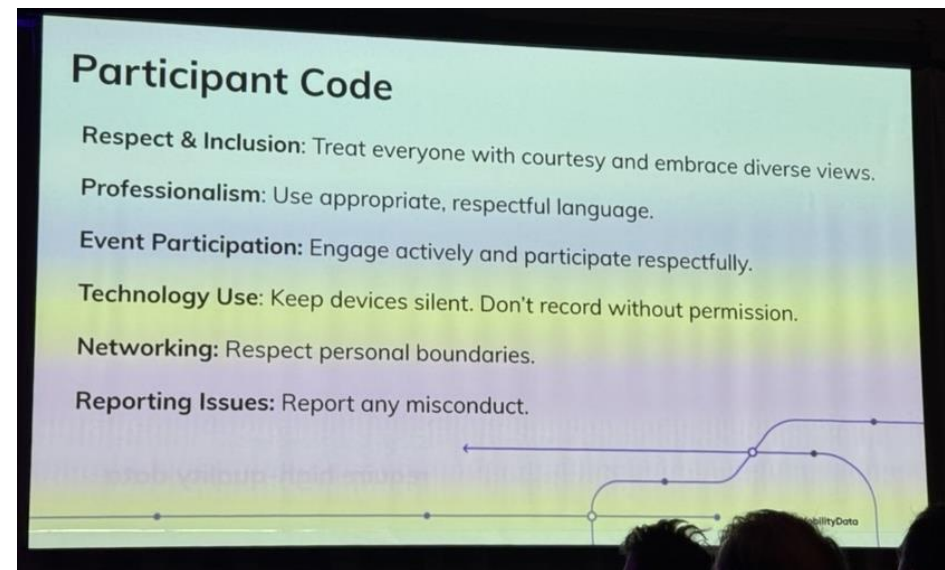 Participant Code
Respect & Inclusion: Treat everyone with courtesy and embrace diverse views.
Professionalism: Use appropriate, respectful language.
Event Participation: Engage actively and participate respectfully.
Technology Use: Keep devices silent. Don't record without permission.
Networking: Respect personal boundaries.
Reporting Issues: Report any misconduct.